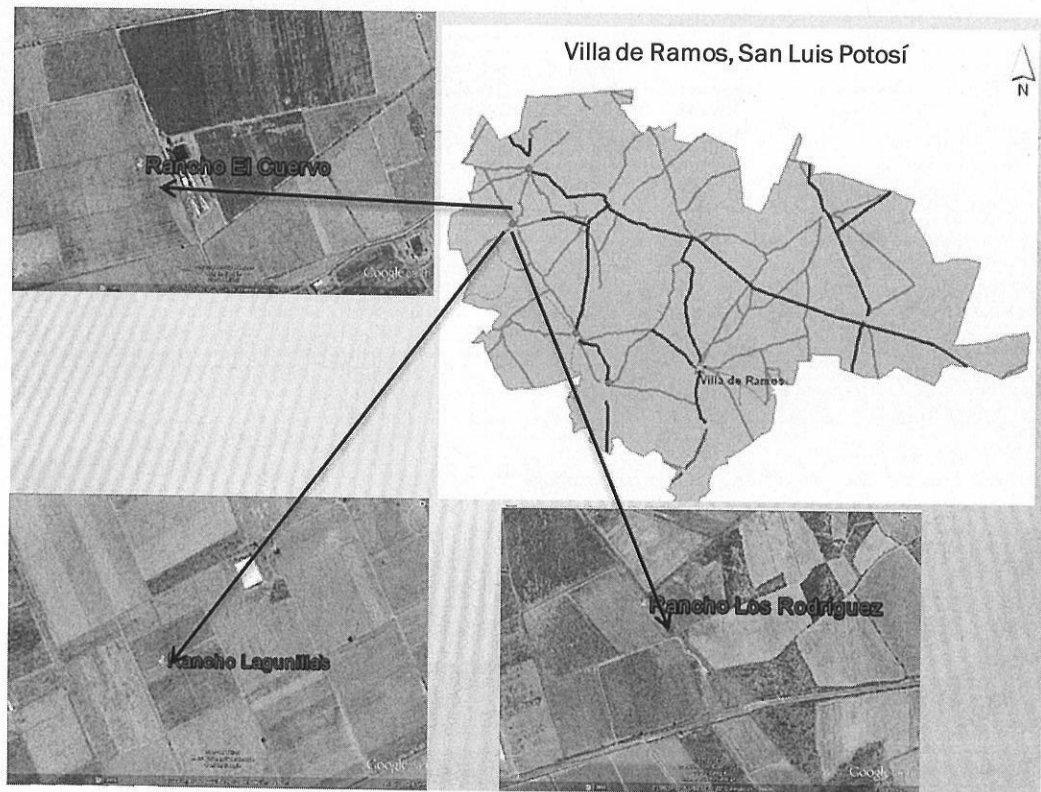 Villa de Ramos, San Luis Potosí
N
Rancho El Cuervo
Google
Villa de Ramos
Rancho Lagunillas
Google
Rancho Los Rodríguez
Google